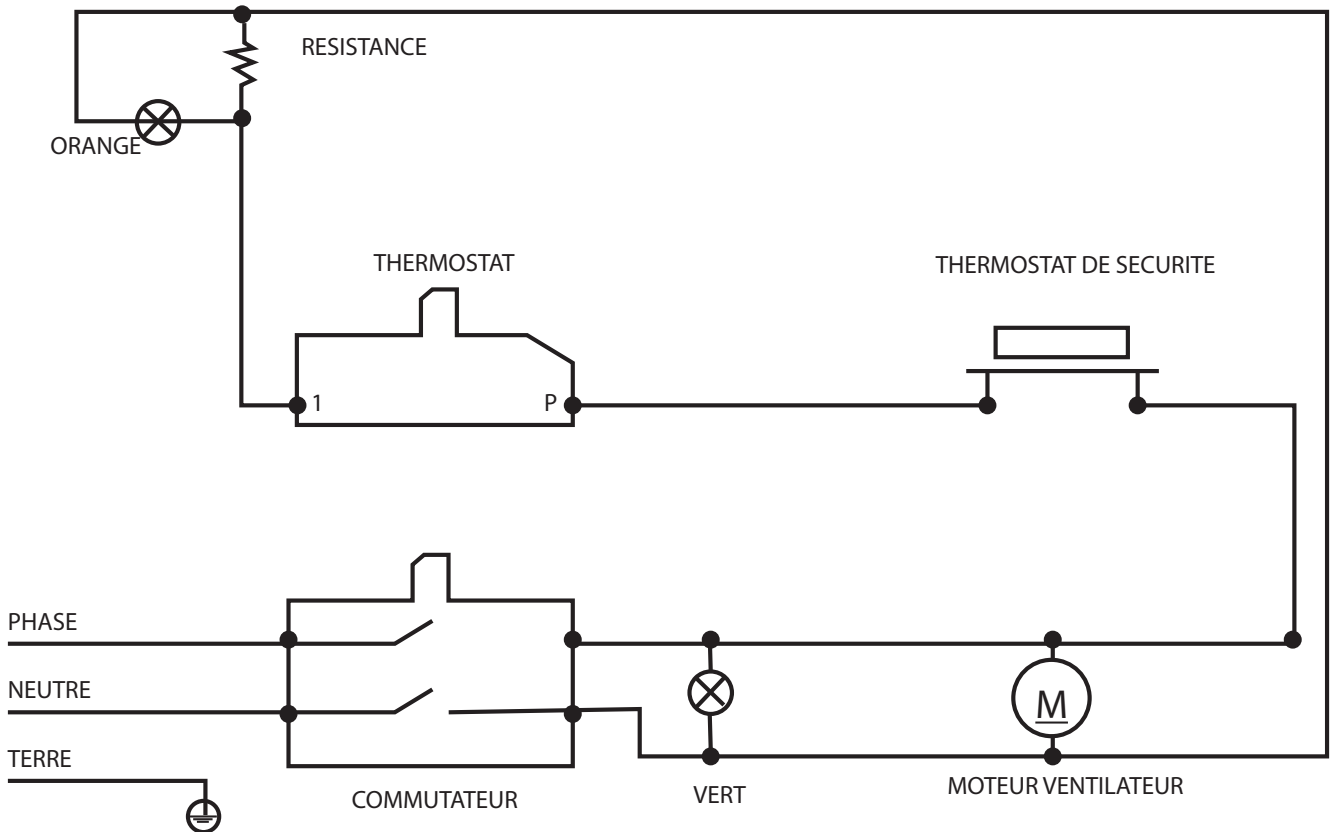 RESISTANCE
ORANGE
THERMOSTAT
THERMOSTAT DE SECURITE
1
P
PHASE
NEUTRE
M
TERRE
COMMUTATEUR
VERT
MOTEUR VENTILATEUR